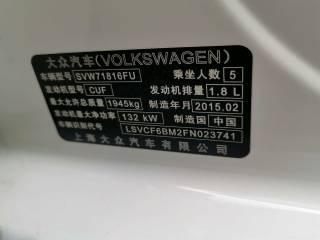 大众汽车(VOLKSWAGEN)
车辆型号 SVW71816FU 乘坐人数 5
发动机型号 CUF 发动机排量 1.8 L
最大允许总质量 1945kg 制造年月 2015.02
发动机最大净功率 132 kW 制造国 中国
车辆识别代号 LSVCF6BM2FN023741
上海大众汽车有限公司